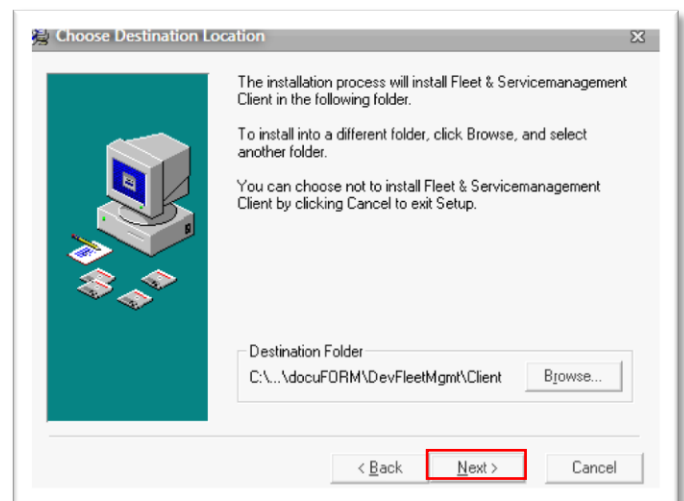 Choose Destination Location
The installation process will install Fleet & Servicemanagement
Client in the following folder.
To install into a different folder, click Browse, and select
another folder.
You can choose not to install Fleet & Servicemanagement
Client by clicking Cancel to exit Setup.
Destination Folder
C:\...\docuFORM\DevFleetMgmt\Client
Browse...
< Back
Next >
Cancel